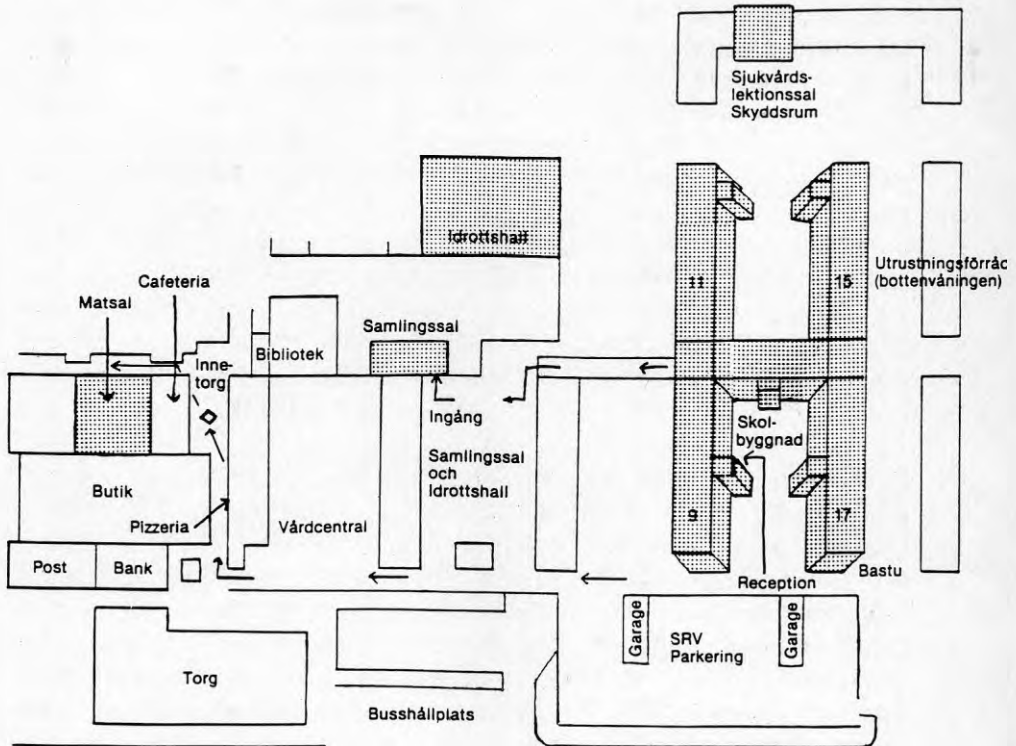 Sjukvårds-
lektionssal
Skyddsrum
Idrottshall
11
15
Utrustningsförråd
(bottenvåningen)
Cafeteria
Matsal
Samlingssal
Inne-
torg
Bibliotek
Ingång
Skol-
byggnad
Samlingssal
och
Idrottshall
Butik
Pizzeria
Vårdcentral
9
17
Post
Bank
Reception
Bastu
Garage
Garage
SRV
Parkering
Torg
Busshållplats